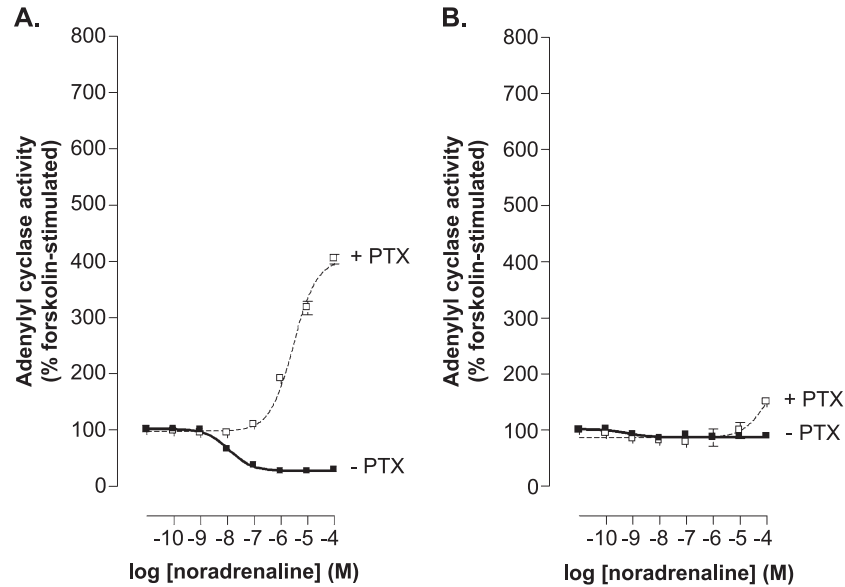 A.
Adenylyl cyclase activity
(% forskolin-stimulated)
800
700
600
500
400
300
200
100
0
+ PTX
- PTX
-10 -9 -8 -7 -6 -5 -4
log [noradrenaline] (M)
B.
Adenylyl cyclase activity
(% forskolin-stimulated)
800
700
600
500
400
300
200
100
0
+ PTX
- PTX
-10 -9 -8 -7 -6 -5 -4
log [noradrenaline] (M)